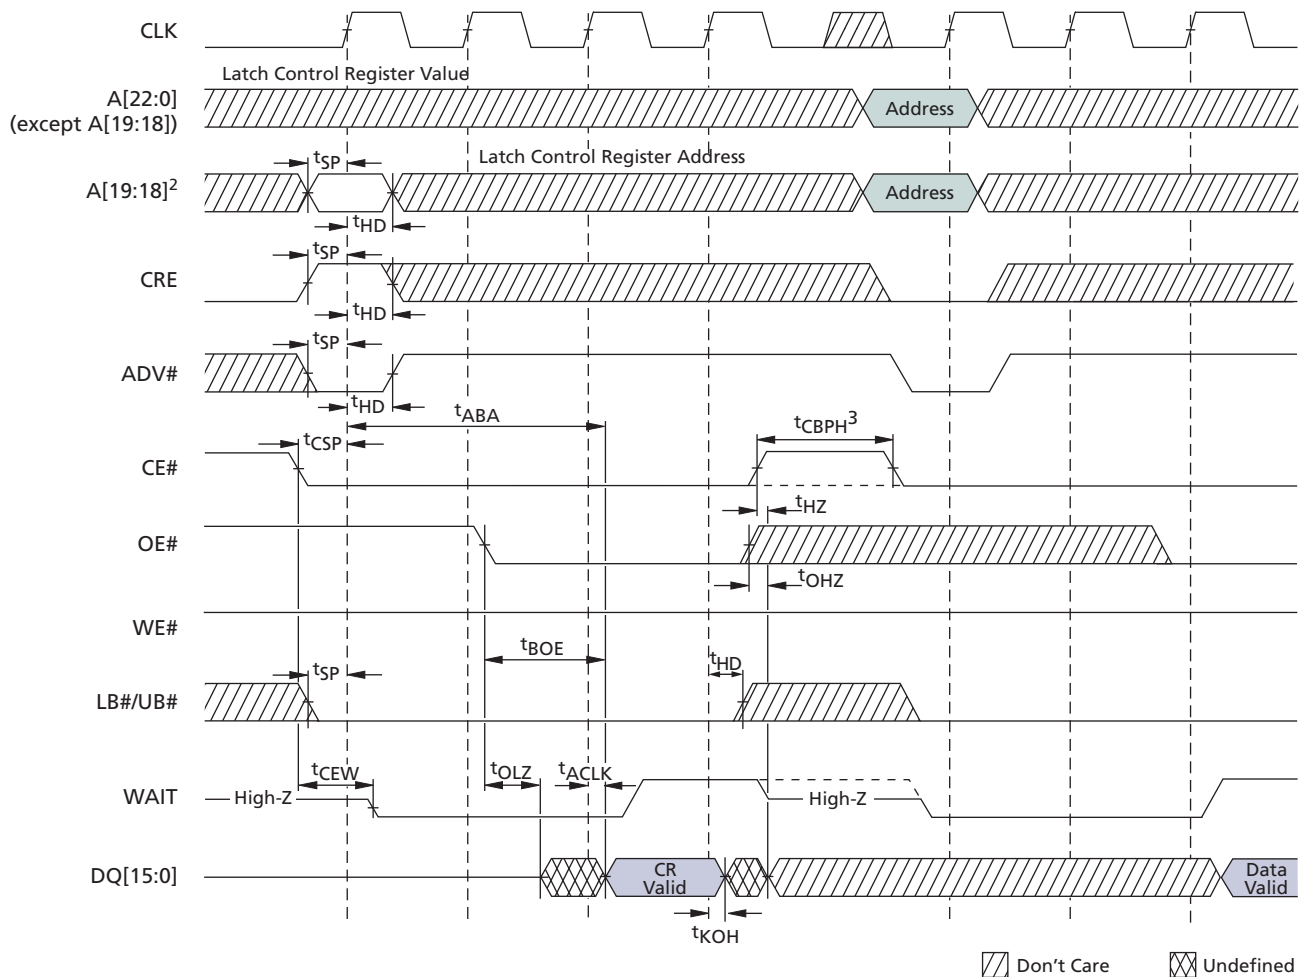 CLK
Latch Control Register Value
A[22:0]
(except A[19:18])
Address
tSP
Latch Control Register Address
A[19:18]2
Address
tHD
tSP
CRE
tHD
tSP
ADV#
tHD
tABA
tCSP
tCBPH3
CE#
tHZ
OE#
tOHZ
WE#
tBOE
tHD
tSP
LB#/UB#
tCEW
tOLZ
tACLK
WAIT
High-Z
High-Z
DQ[15:0]
CR
Valid
Data
Valid
tKOH
Don't Care
Undefined